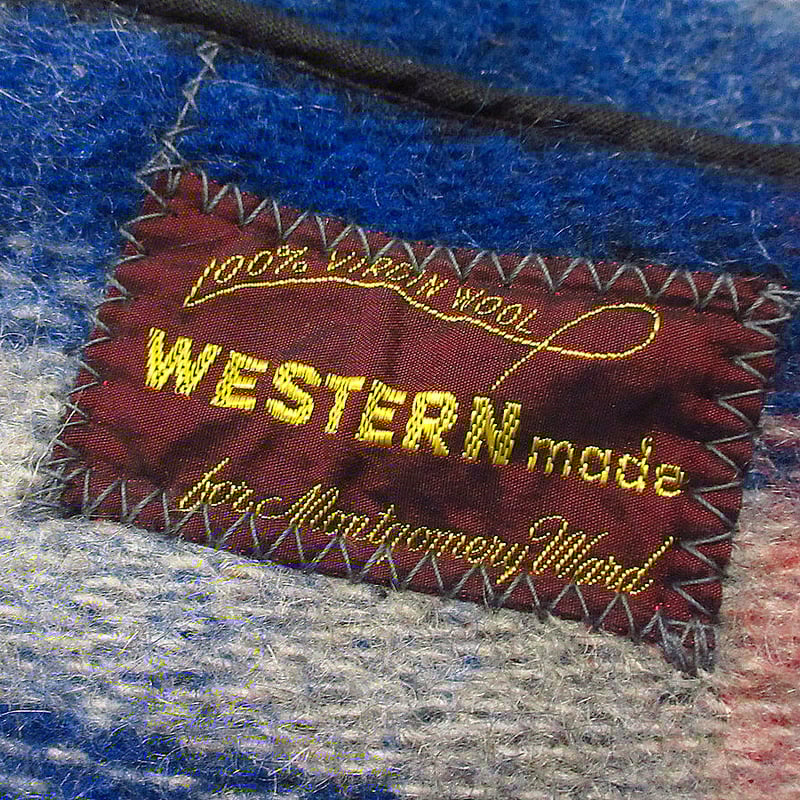 100% VIRGIN WOOL
WESTERN made
for Montgomery Ward